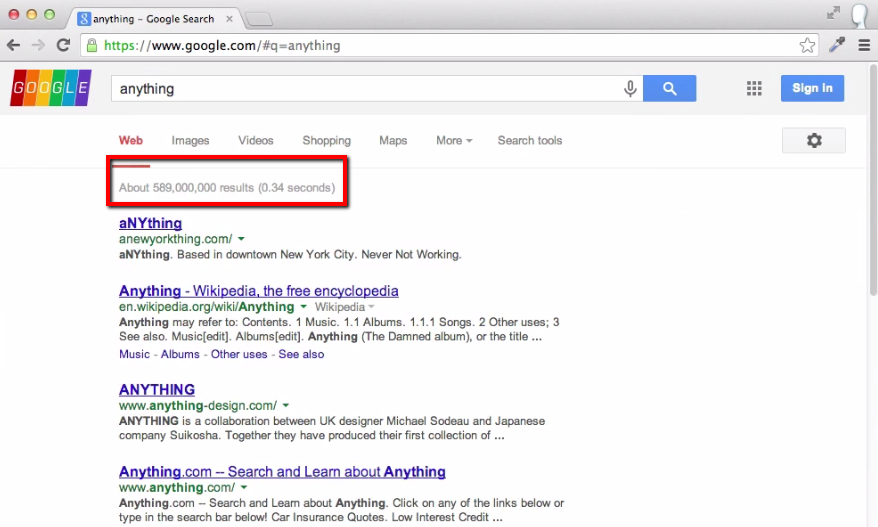 anything - Google Search
https://www.google.com/#q=anything
GOOGLE
anything
Sign in
Web Images Videos Shopping Maps More Search tools
About 589,000,000 results (0.34 seconds)
aNYthing
anewyorkthing.com/
aNYthing. Based in downtown New York City. Never Not Working.
Anything - Wikipedia, the free encyclopedia
en.wikipedia.org/wiki/Anything Wikipedia
Anything may refer to: Contents. 1 Music. 1.1 Albums. 1.1.1 Songs. 2 Other uses; 3
See also. Music[edit]. Albums[edit]. Anything (The Damned album), or the title ...
Music - Albums - Other uses - See also
ANYTHING
www.anything-design.com/
ANYTHING is a collaboration between UK designer Michael Sodeau and Japanese
company Suikosha. Together they have produced their first collection of ...
Anything.com -- Search and Learn about Anything
www.anything.com/
Anything.com -- Search and Learn about Anything. Click on any of the links below or
type in the search bar below! Car Insurance Quotes. Low Interest Credit ...